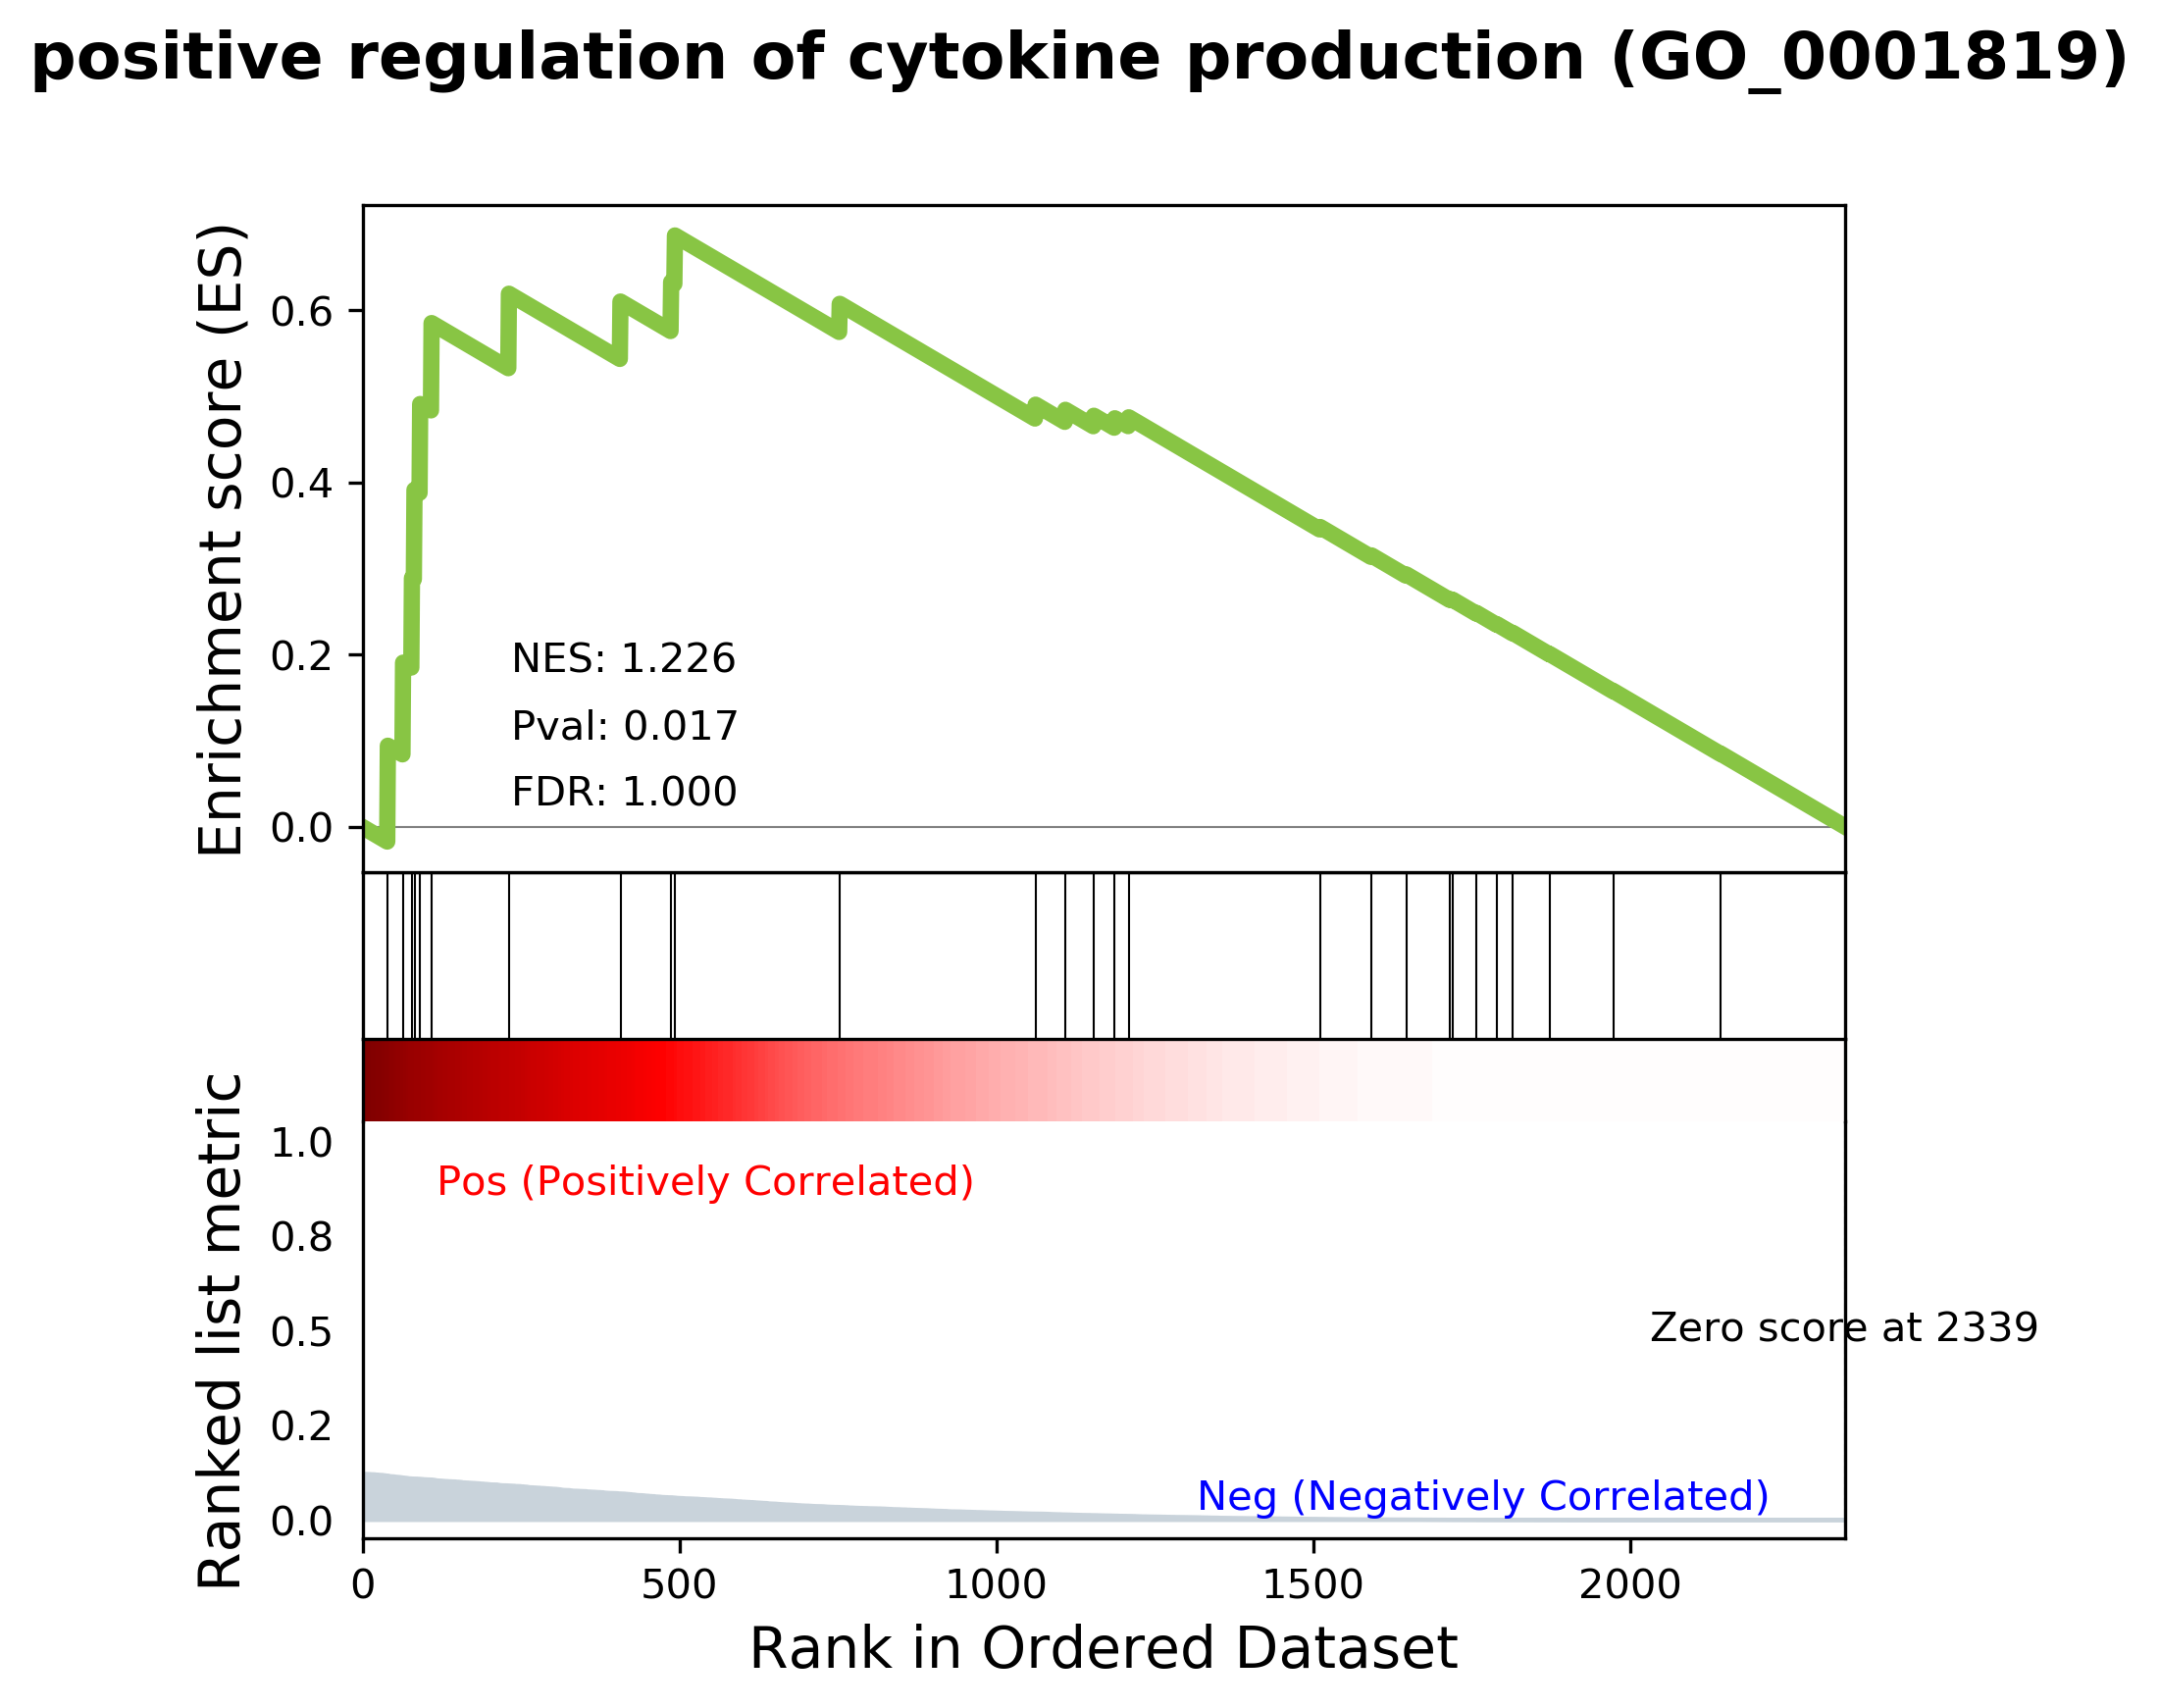 positive regulation of cytokine production (GO_0001819)
Enrichment score (ES)
0.6
0.4
0.2
0.0
NES: 1.226
Pval: 0.017
FDR: 1.000
Ranked list metric
1.0
0.8
0.5
0.2
0.0
Pos (Positively Correlated)
Zero score at 2339
Neg (Negatively Correlated)
0 500 1000 1500 2000
Rank in Ordered Dataset